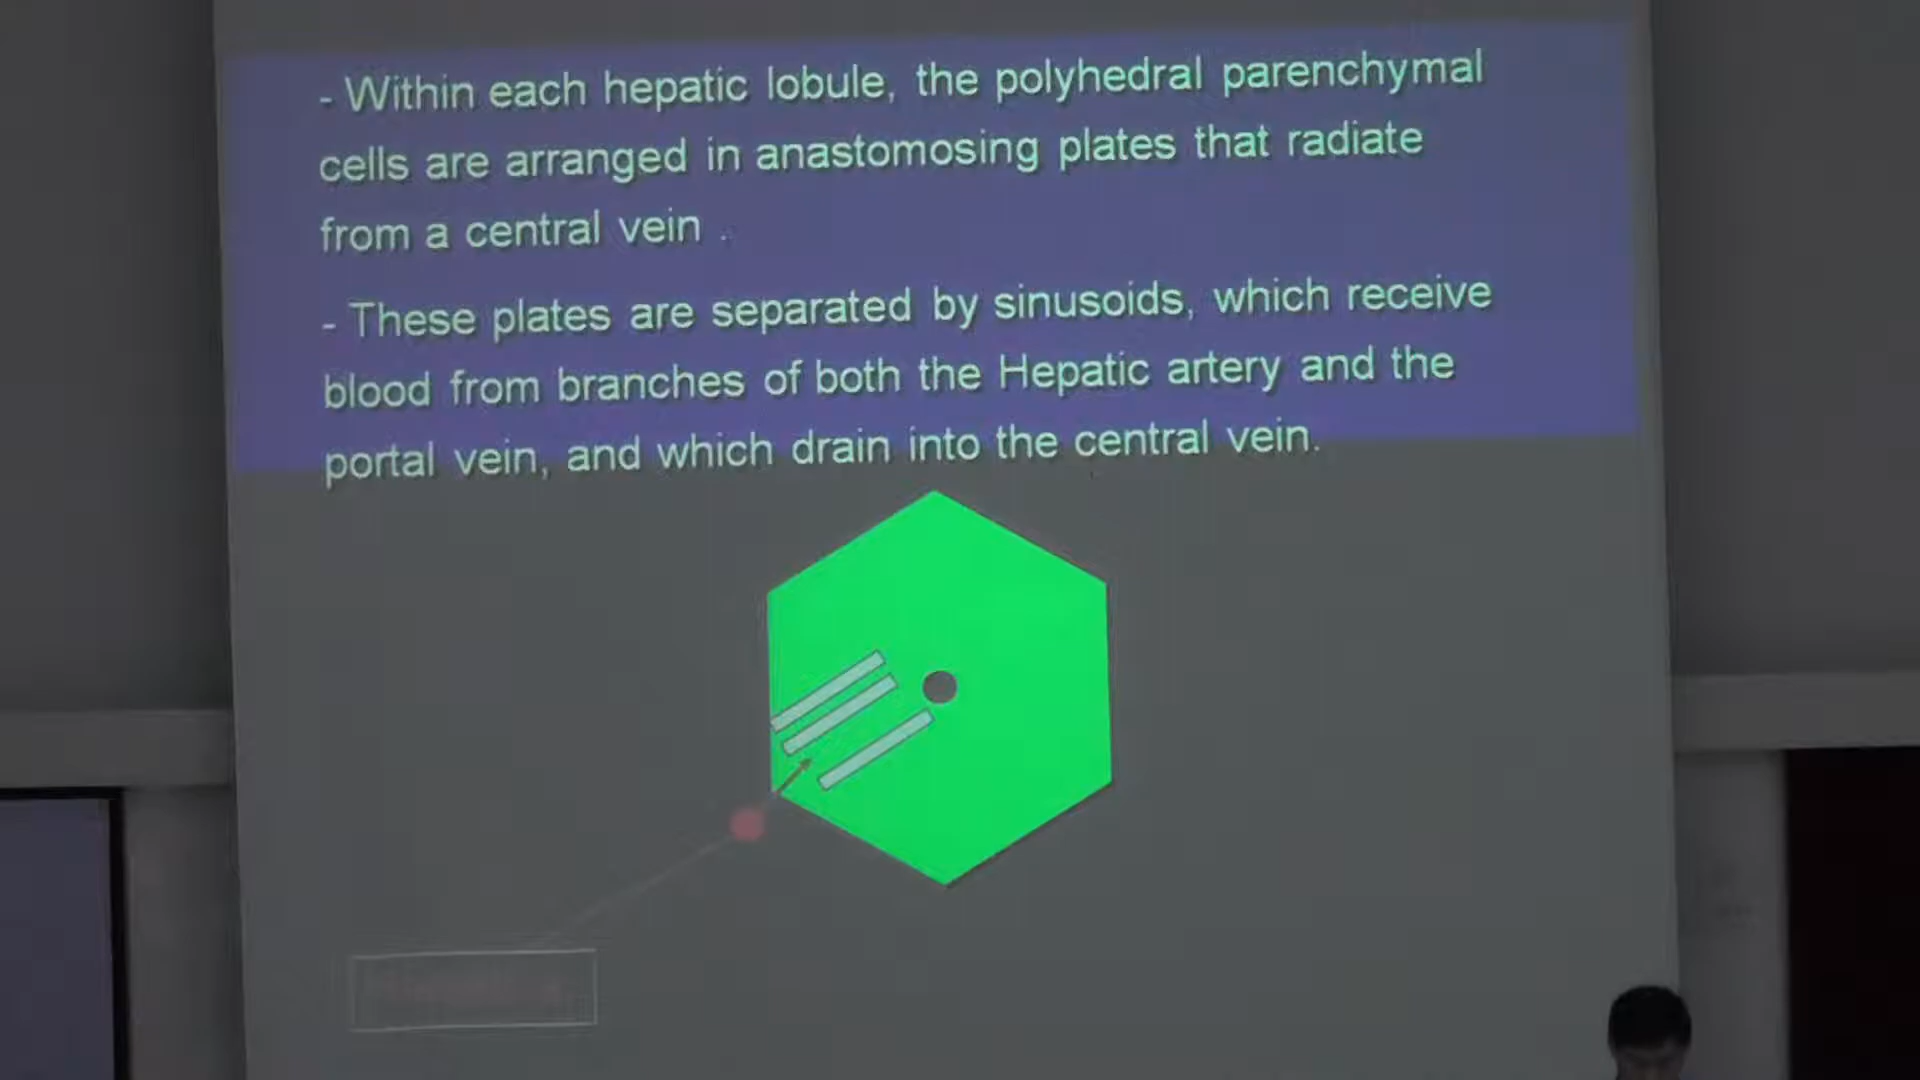 - Within each hepatic lobule, the polyhedral parenchymal
cells are arranged in anastomosing plates that radiate
from a central vein .
- These plates are separated by sinusoids, which receive
blood from branches of both the Hepatic artery and the
portal vein, and which drain into the central vein.